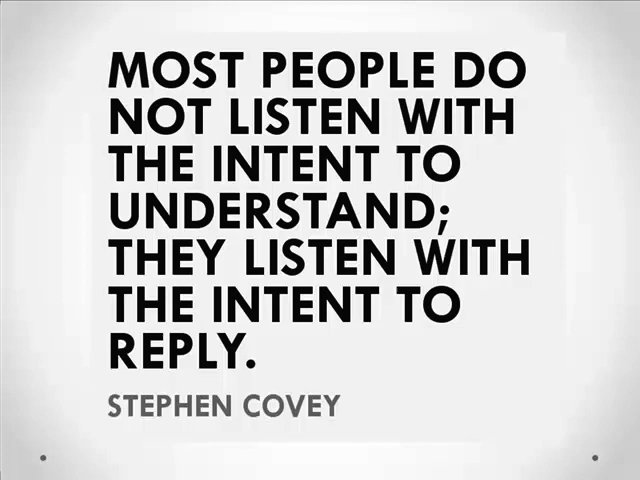 MOST PEOPLE DO
NOT LISTEN WITH
THE INTENT TO
UNDERSTAND;
THEY LISTEN WITH
THE INTENT TO
REPLY.
STEPHEN COVEY